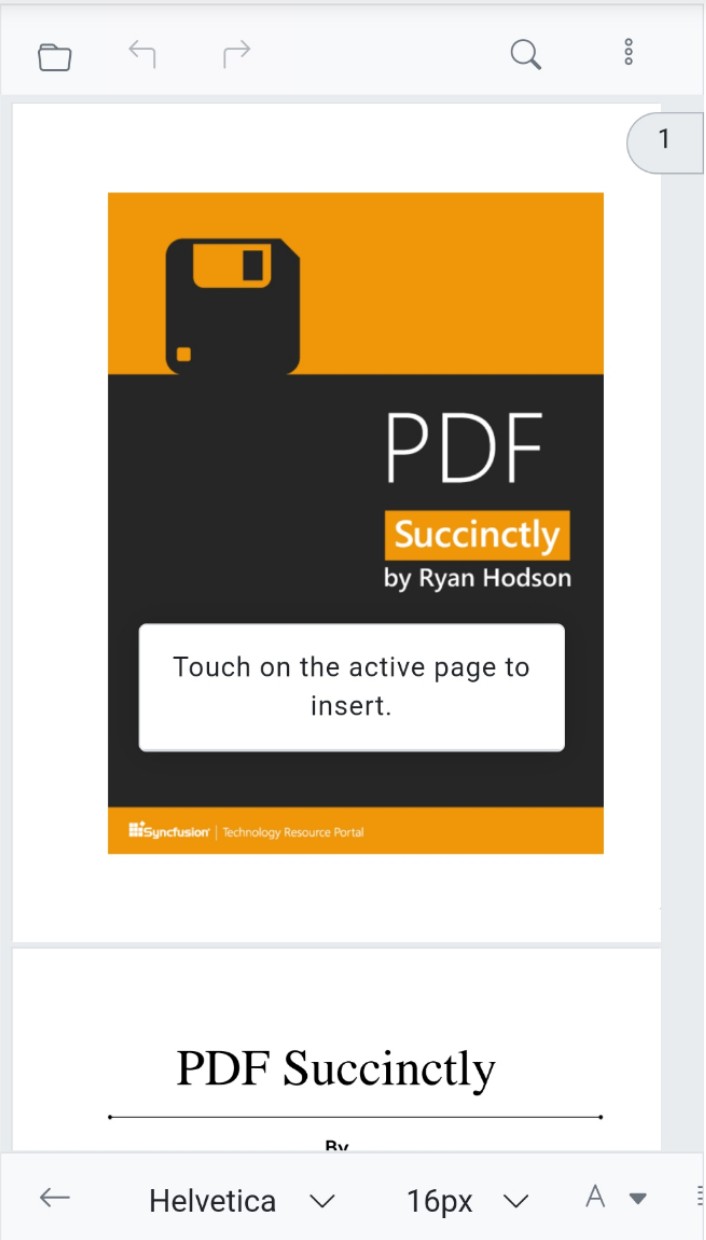 1
PDF
Succinctly
by Ryan Hodson
Touch on the active page to
insert.
Syncfusion | Technology Resource Portal
PDF Succinctly
By
Helvetica
16px
A